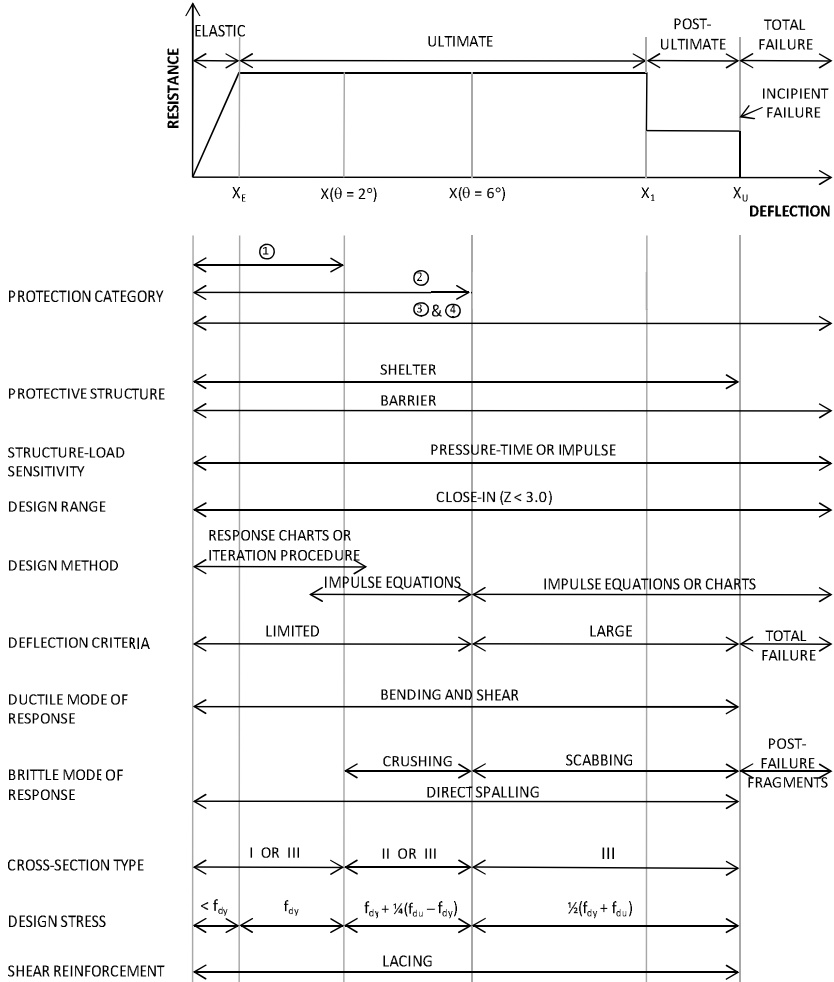 ELASTIC
ULTIMATE
POST-
ULTIMATE
TOTAL
FAILURE
RESISTANCE
INCIPIENT
FAILURE
X_E
X(θ = 2°)
X(θ = 6°)
X_1
X_U
DEFLECTION
PROTECTION CATEGORY
①
②
③ & ④
PROTECTIVE STRUCTURE
SHELTER
BARRIER
STRUCTURE-LOAD
SENSITIVITY
PRESSURE-TIME OR IMPULSE
DESIGN RANGE
CLOSE-IN (Z < 3.0)
DESIGN METHOD
RESPONSE CHARTS OR
ITERATION PROCEDURE
IMPULSE EQUATIONS
IMPULSE EQUATIONS OR CHARTS
DEFLECTION CRITERIA
LIMITED
LARGE
TOTAL
FAILURE
DUCTILE MODE OF
RESPONSE
BENDING AND SHEAR
BRITTLE MODE OF
RESPONSE
CRUSHING
SCABBING
POST-
FAILURE
FRAGMENTS
DIRECT SPALLING
CROSS-SECTION TYPE
I OR III
II OR III
III
DESIGN STRESS
< f_dy
f_dy
f_dy + ¼(f_du – f_dy)
½(f_dy + f_du)
SHEAR REINFORCEMENT
LACING